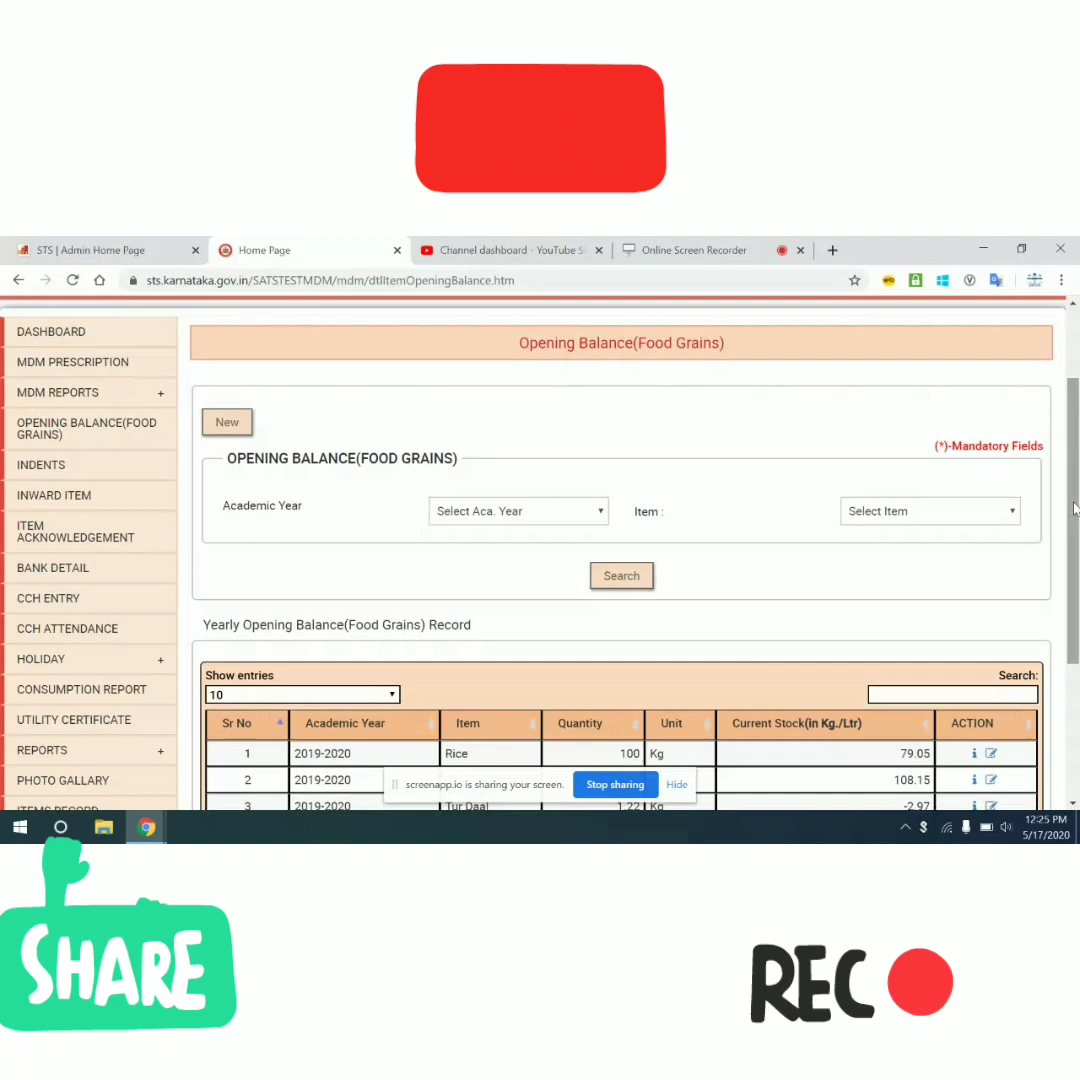 STS | Admin Home Page
Home Page
Channel dashboard - YouTube
Online Screen Recorder
sts.karnataka.gov.in/SATSTESTMDM/mdm/dtlItemOpeningBalance.htm
DASHBOARD
MDM PRESCRIPTION
MDM REPORTS +
OPENING BALANCE(FOOD
GRAINS)
INDENTS
INWARD ITEM
ITEM
ACKNOWLEDGEMENT
BANK DETAIL
CCH ENTRY
CCH ATTENDANCE
HOLIDAY +
CONSUMPTION REPORT
UTILITY CERTIFICATE
REPORTS +
PHOTO GALLARY
ITEMS RECORD
Opening Balance(Food Grains)
New
(*)-Mandatory Fields
OPENING BALANCE(FOOD GRAINS)
Academic Year Select Aca. Year Item : Select Item
Search
Yearly Opening Balance(Food Grains) Record
Show entries Search:
10
Sr No Academic Year Item Quantity Unit Current Stock(in Kg./Ltr) ACTION
1 2019-2020 Rice 100 Kg 79.05
2 2019-2020 108.15
screenapp.io is sharing your screen. Stop sharing Hide
3 2019-2020 Tur Daal 1.22 Kg -2.97
12:25 PM
5/17/2020
SHARE
REC